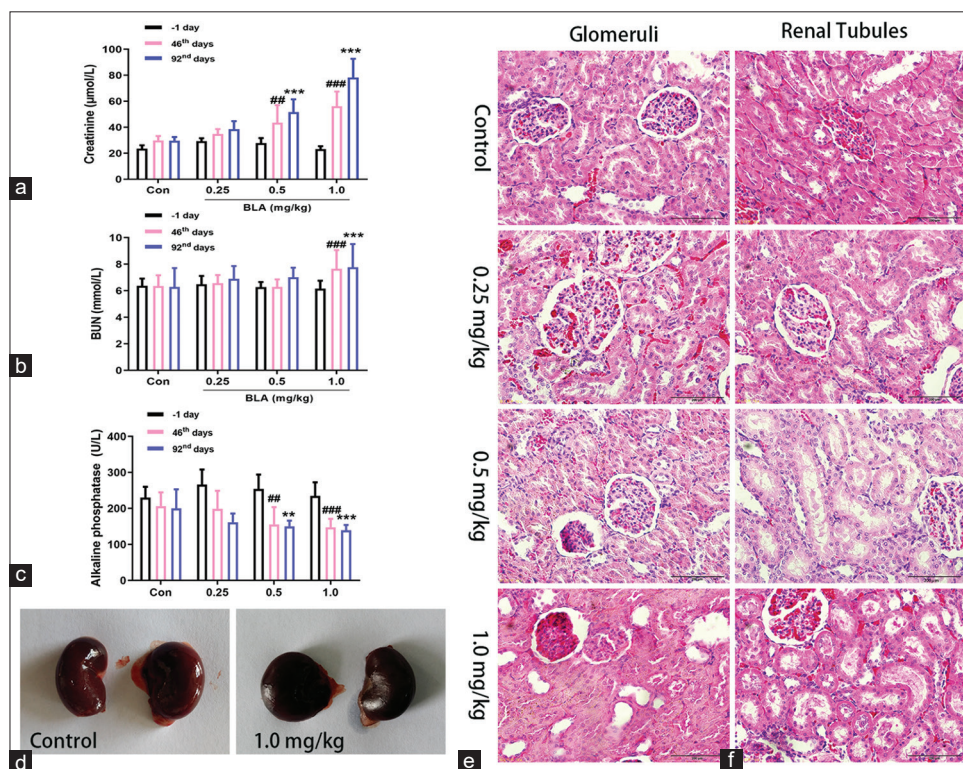 -1 day
46th days
92nd days
Creatinine (µmol/L)
100
80
60
40
20
0
##
***
###
***
Con
0.25
0.5
1.0
BLA (mg/kg)
a
-1 day
46th days
92nd days
BUN (mmol/L)
10
8
6
4
2
0
###
***
Con
0.25
0.5
1.0
BLA (mg/kg)
b
-1 day
46th days
92nd days
Alkaline phosphatase (U/L)
400
300
200
100
0
##
**
###
***
Con
0.25
0.5
1.0
c
Control
1.0 mg/kg
d
Glomeruli
Renal Tubules
Control
0.25 mg/kg
0.5 mg/kg
1.0 mg/kg
e
f